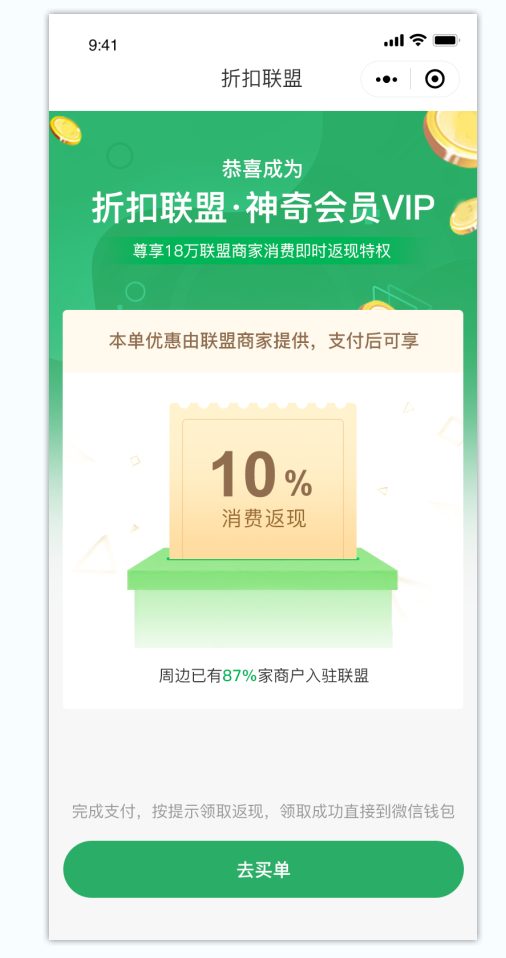 9:41
折扣联盟
恭喜成为
折扣联盟·神奇会员VIP
尊享18万联盟商家消费即时返现特权
本单优惠由联盟商家提供，支付后可享
10%
消费返现
周边已有87%家商户入驻联盟
完成支付，按提示领取返现，领取成功直接到微信钱包
去买单